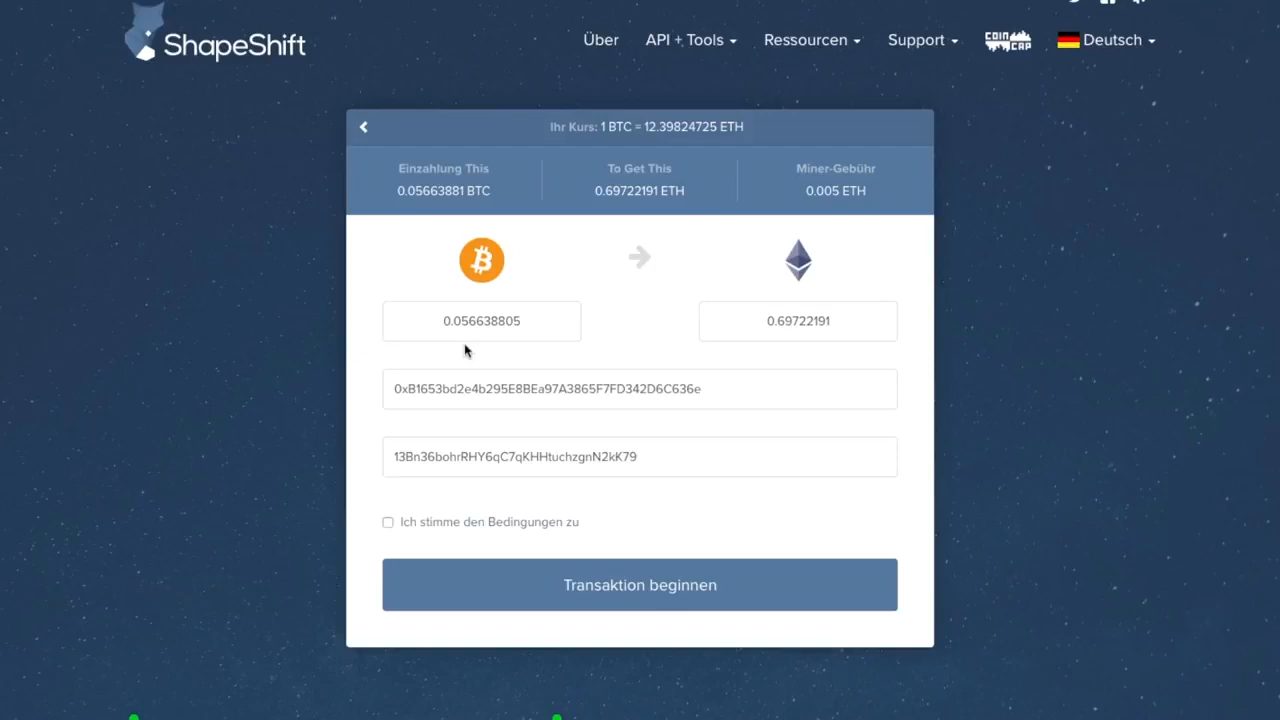 ShapeShift
Über API + Tools Ressourcen Support COIN CAP Deutsch
Ihr Kurs: 1 BTC = 12.39824725 ETH
Einzahlung This To Get This Miner-Gebühr
0.05663881 BTC 0.69722191 ETH 0.005 ETH
0.056638805 0.69722191
0xB1653bd2e4b295E8BEa97A3865F7FD342D6C636e
13Bn36bohrRHY6qC7qKHHtuchzgnN2kK79
Ich stimme den Bedingungen zu
Transaktion beginnen